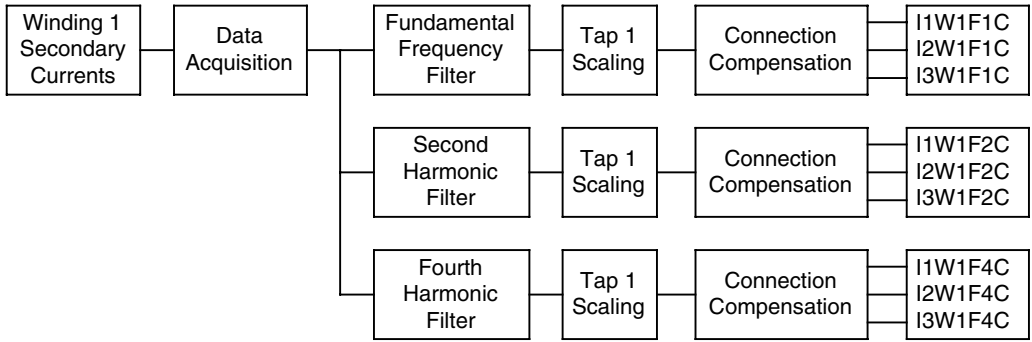 Winding 1
Secondary
Currents
Data
Acquisition
Fundamental
Frequency
Filter
Tap 1
Scaling
Connection
Compensation
I1W1F1C
I2W1F1C
I3W1F1C
Second
Harmonic
Filter
Tap 1
Scaling
Connection
Compensation
I1W1F2C
I2W1F2C
I3W1F2C
Fourth
Harmonic
Filter
Tap 1
Scaling
Connection
Compensation
I1W1F4C
I2W1F4C
I3W1F4C